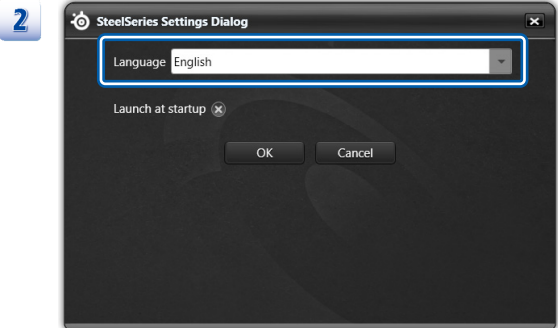 2
SteelSeries Settings Dialog
Language English
Launch at startup
OK Cancel